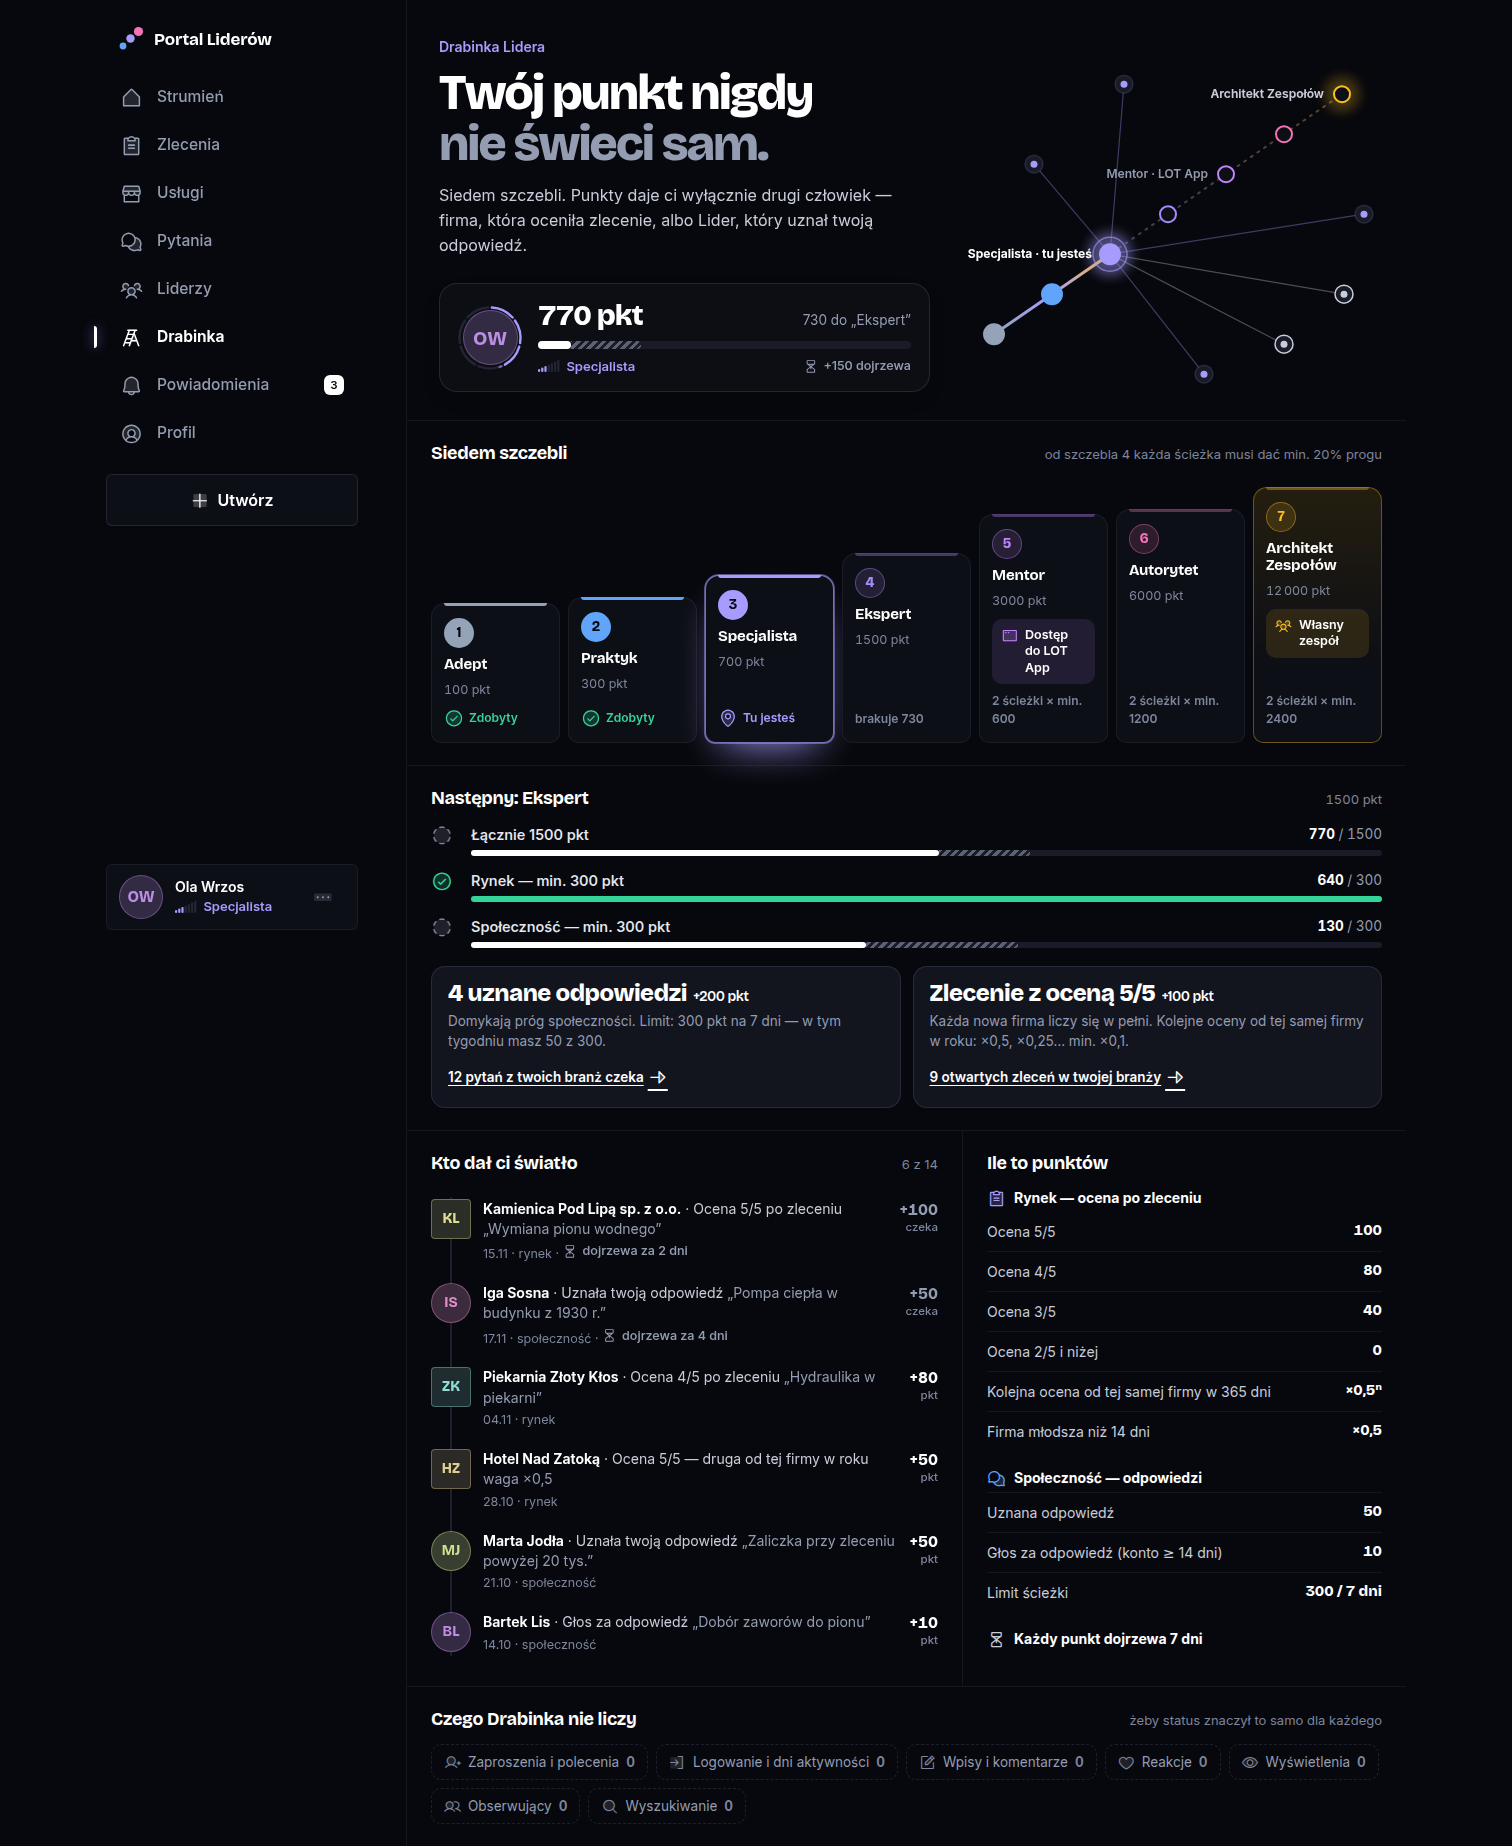 Portal Liderów
Strumień
Zlecenia
Usługi
Pytania
Liderzy
Drabinka
Powiadomienia 3
Profil
Utwórz
OW
Ola Wrzos
Specjalista
Drabinka Lidera
Twój punkt nigdy
nie świeci sam.
Siedem szczebli. Punkty daje ci wyłącznie drugi człowiek —
firma, która oceniła zlecenie, albo Lider, który uznał twoją
odpowiedź.
OW
770 pkt
730 do „Ekspert”
Specjalista
+150 dojrzewa
Architekt Zespołów
Mentor · LOT App
Specjalista · tu jesteś
Siedem szczebli
od szczebla 4 każda ścieżka musi dać min. 20% progu
1
Adept
100 pkt
Zdobyty
2
Praktyk
300 pkt
Zdobyty
3
Specjalista
700 pkt
Tu jesteś
4
Ekspert
1500 pkt
brakuje 730
5
Mentor
3000 pkt
Dostęp
do LOT
App
2 ścieżki × min.
600
6
Autorytet
6000 pkt
2 ścieżki × min.
1200
7
Architekt
Zespołów
12 000 pkt
Własny
zespół
2 ścieżki × min.
2400
Następny: Ekspert
1500 pkt
Łącznie 1500 pkt
770 / 1500
Rynek — min. 300 pkt
640 / 300
Społeczność — min. 300 pkt
130 / 300
4 uznane odpowiedzi +200 pkt
Domykają próg społeczności. Limit: 300 pkt na 7 dni — w tym
tygodniu masz 50 z 300.
12 pytań z twoich branż czeka
Zlecenie z oceną 5/5 +100 pkt
Każda nowa firma liczy się w pełni. Kolejne oceny od tej samej firmy
w roku: ×0,5, ×0,25… min. ×0,1.
9 otwartych zleceń w twojej branży
Kto dał ci światło
6 z 14
KL
Kamienica Pod Lipą sp. z o.o. · Ocena 5/5 po zleceniu
„Wymiana pionu wodnego”
15.11 · rynek · dojrzewa za 2 dni
+100
czeka
IS
Iga Sosna · Uznała twoją odpowiedź „Pompa ciepła w
budynku z 1930 r.”
17.11 · społeczność · dojrzewa za 4 dni
+50
czeka
ZK
Piekarnia Złoty Kłos · Ocena 4/5 po zleceniu „Hydraulika w
piekarni”
04.11 · rynek
+80
pkt
HZ
Hotel Nad Zatoką · Ocena 5/5 — druga od tej firmy w roku
waga ×0,5
28.10 · rynek
+50
pkt
MJ
Marta Jodła · Uznała twoją odpowiedź „Zaliczka przy zleceniu
powyżej 20 tys.”
21.10 · społeczność
+50
pkt
BL
Bartek Lis · Głos za odpowiedź „Dobór zaworów do pionu”
14.10 · społeczność
+10
pkt
Ile to punktów
Rynek — ocena po zleceniu
Ocena 5/5 100
Ocena 4/5 80
Ocena 3/5 40
Ocena 2/5 i niżej 0
Kolejna ocena od tej samej firmy w 365 dni ×0,5ⁿ
Firma młodsza niż 14 dni ×0,5
Społeczność — odpowiedzi
Uznana odpowiedź 50
Głos za odpowiedź (konto ≥ 14 dni) 10
Limit ścieżki 300 / 7 dni
Każdy punkt dojrzewa 7 dni
Czego Drabinka nie liczy
żeby status znaczył to samo dla każdego
Zaproszenia i polecenia 0
Logowanie i dni aktywności 0
Wpisy i komentarze 0
Reakcje 0
Wyświetlenia 0
Obserwujący 0
Wyszukiwanie 0